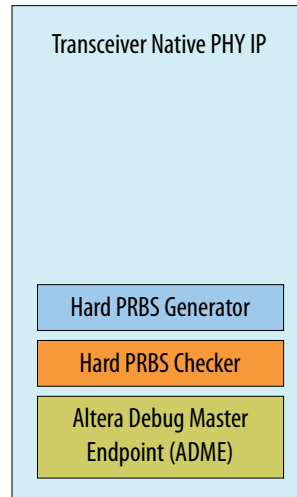 Transceiver Native PHY IP
Hard PRBS Generator
Hard PRBS Checker
Altera Debug Master
Endpoint (ADME)